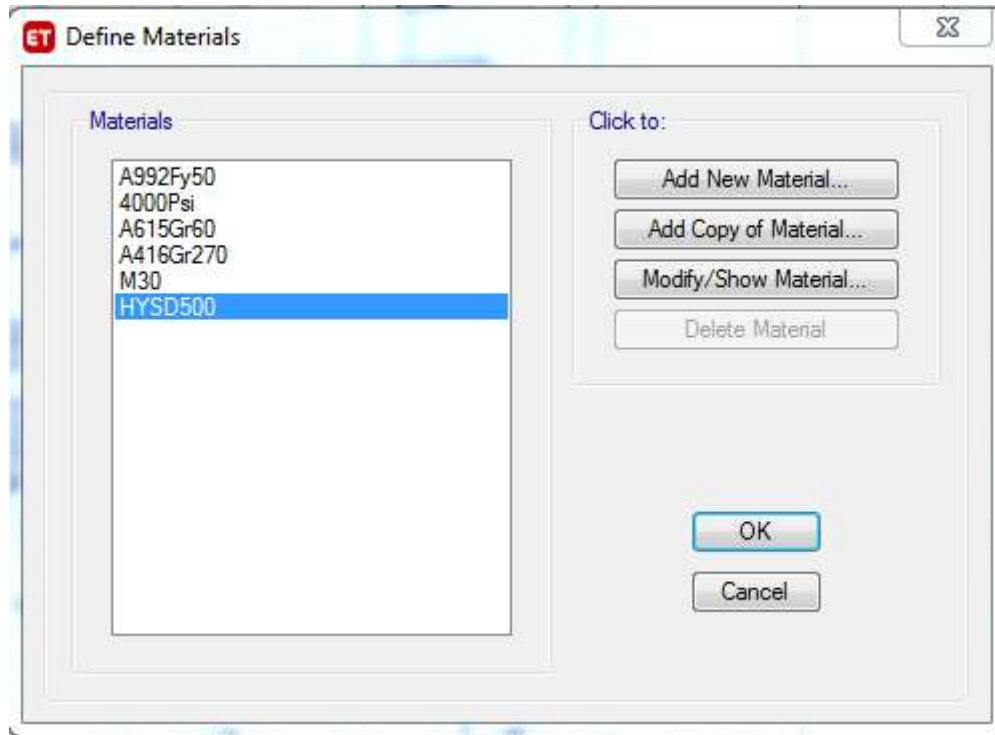 ET Define Materials
Materials
A992Fy50
4000Psi
A615Gr60
A416Gr270
M30
HYSD500
Click to:
Add New Material...
Add Copy of Material...
Modify/Show Material...
Delete Material
OK
Cancel